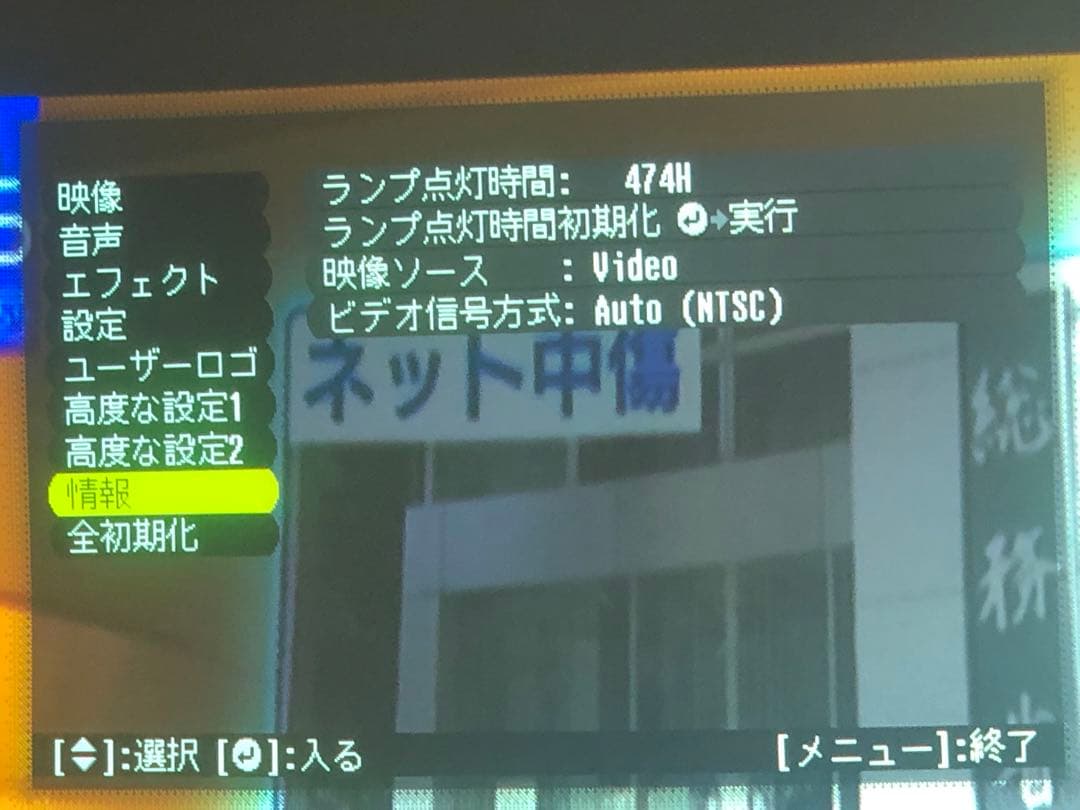 映像
音声
エフェクト
設定
ユーザーロゴ
高度な設定1
高度な設定2
情報
全初期化
ランプ点灯時間: 474H
ランプ点灯時間初期化 実行
映像ソース : Video
ビデオ信号方式: Auto (NTSC)
ネット中傷
総務
[ ]:選択 [ ]:入る
[メニュー]:終了